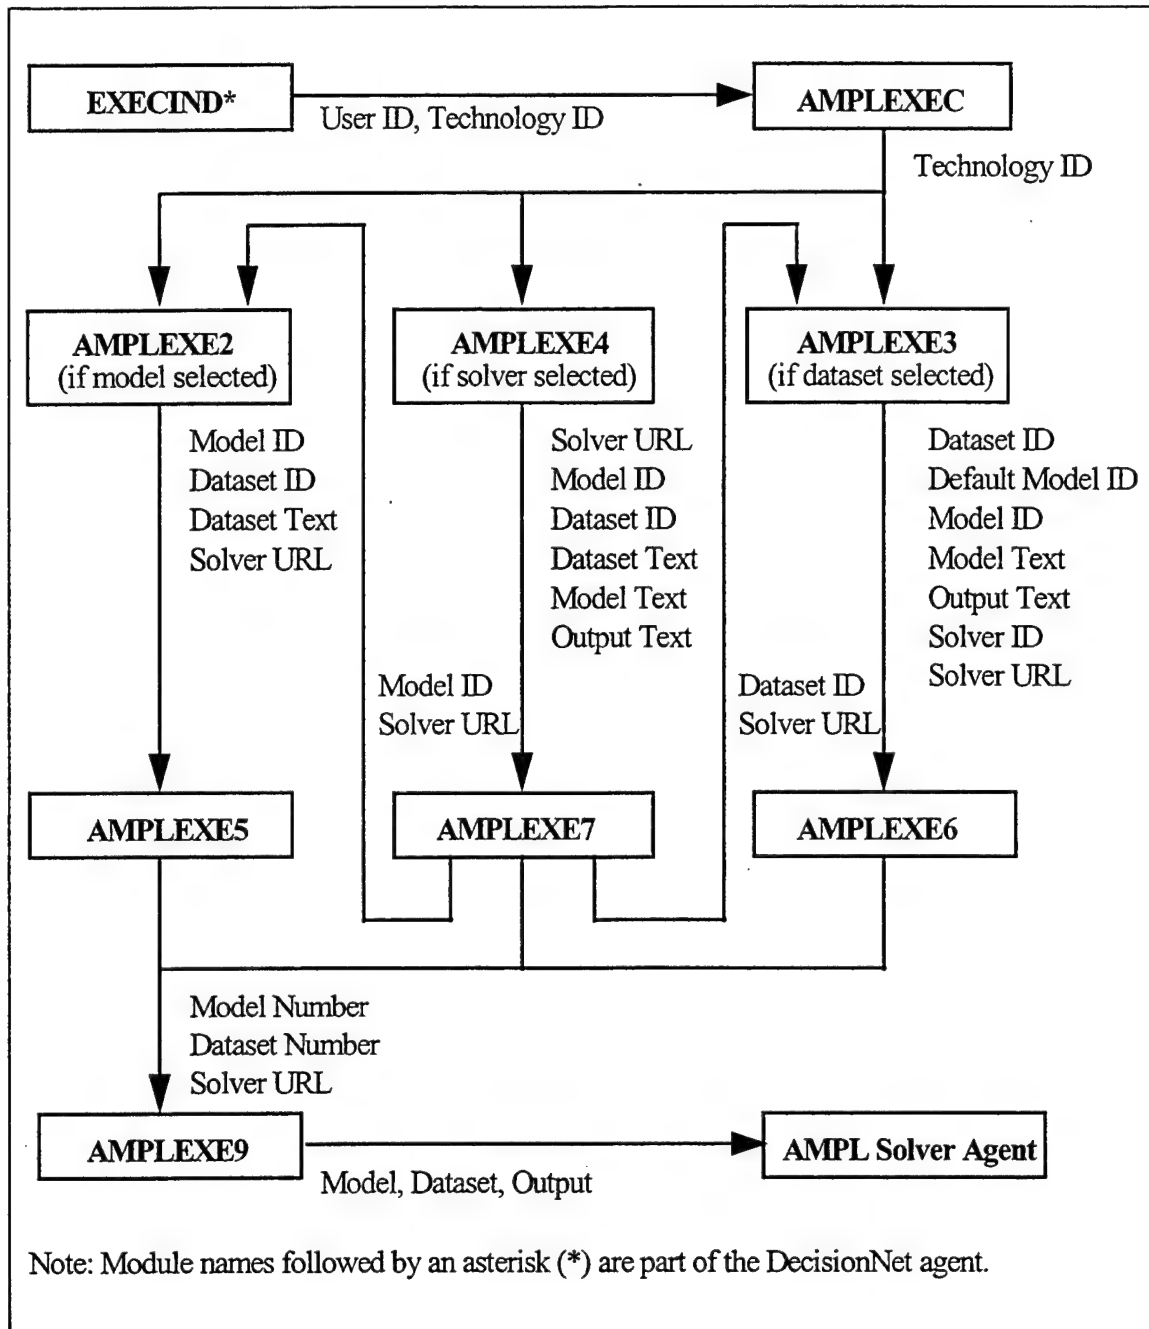 EXECIND*
User ID, Technology ID
AMPLEXEC
Technology ID
AMPLEXE2
(if model selected)
AMPLEXE4
(if solver selected)
AMPLEXE3
(if dataset selected)
Model ID
Dataset ID
Dataset Text
Solver URL
Solver URL
Model ID
Dataset ID
Dataset Text
Model Text
Output Text
Dataset ID
Default Model ID
Model ID
Model Text
Output Text
Solver ID
Solver URL
Model ID
Solver URL
Dataset ID
Solver URL
AMPLEXE5
AMPLEXE7
AMPLEXE6
Model Number
Dataset Number
Solver URL
AMPLEXE9
Model, Dataset, Output
AMPL Solver Agent
Note: Module names followed by an asterisk (*) are part of the DecisionNet agent.